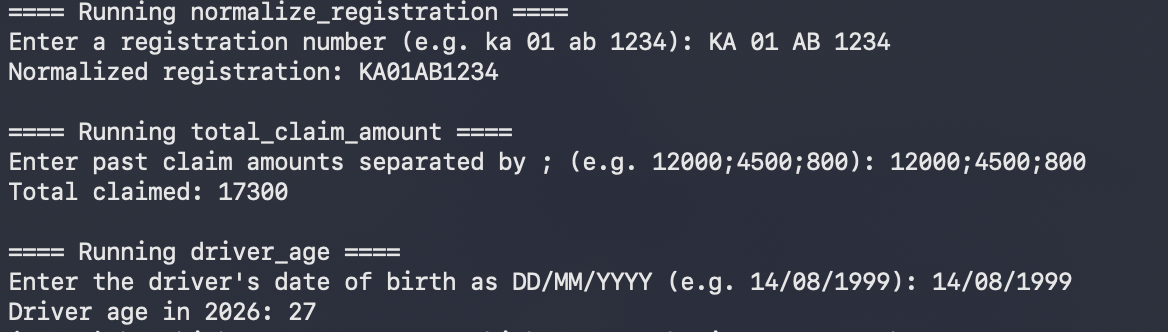 ==== Running normalize_registration ====
Enter a registration number (e.g. ka 01 ab 1234): KA 01 AB 1234
Normalized registration: KA01AB1234
==== Running total_claim_amount ====
Enter past claim amounts separated by ; (e.g. 12000;4500;800): 12000;4500;800
Total claimed: 17300
==== Running driver_age ====
Enter the driver's date of birth as DD/MM/YYYY (e.g. 14/08/1999): 14/08/1999
Driver age in 2026: 27